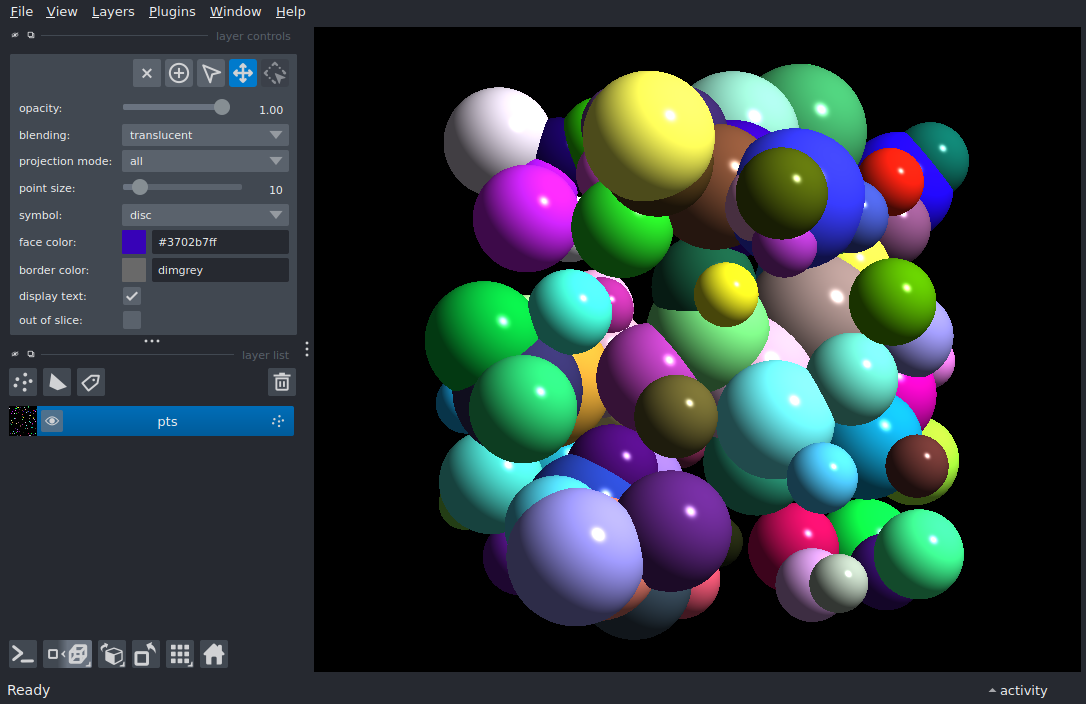 File View Layers Plugins Window Help
layer controls
opacity: 1.00
blending: translucent
projection mode: all
point size: 10
symbol: disc
face color: #3702b7ff
border color: dimgrey
display text:
out of slice:
layer list
pts
Ready
activity